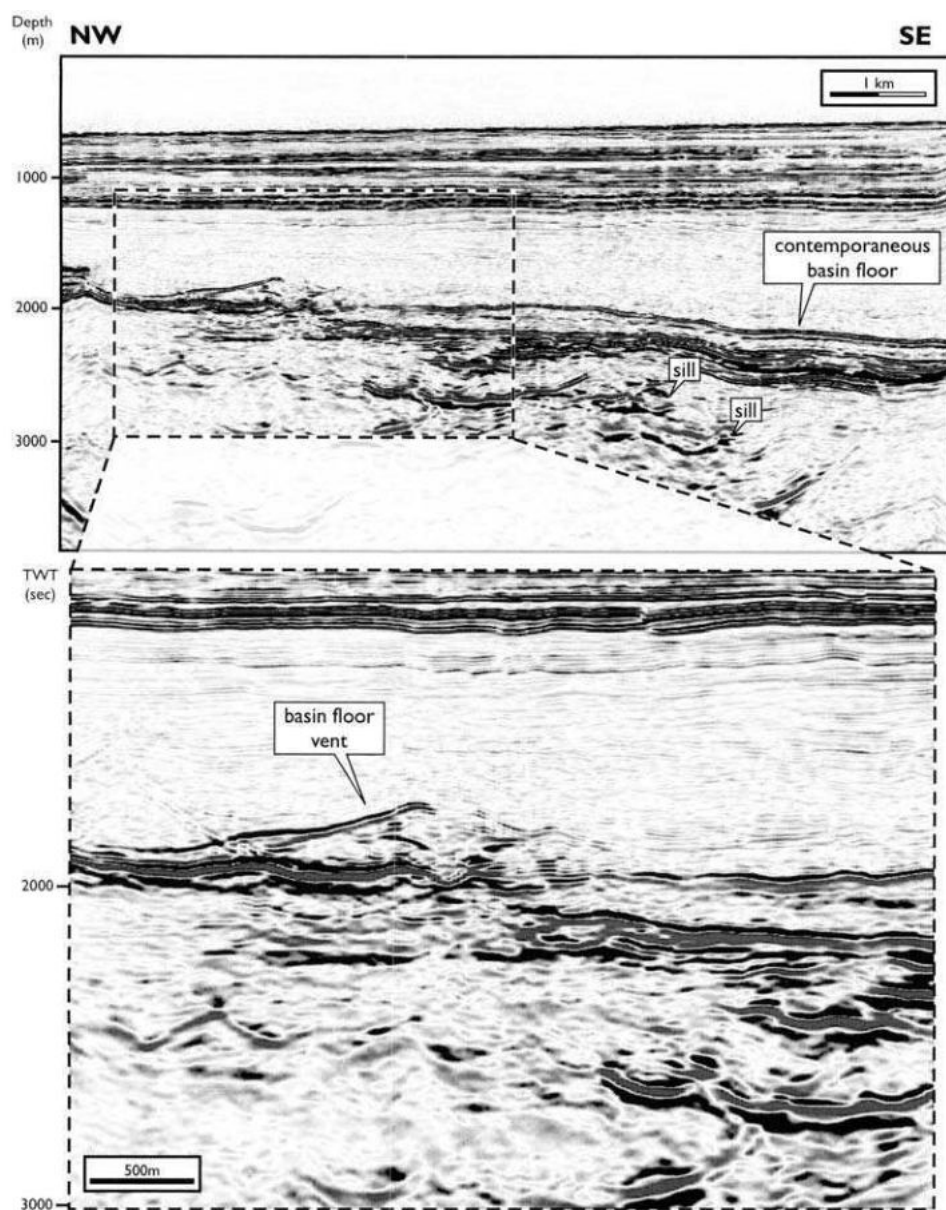 Depth
(m)
NW
SE
1 km
1000
contemporaneous
basin floor
2000
sill
sill
3000
TWT
(sec)
basin floor
vent
2000
500m
3000